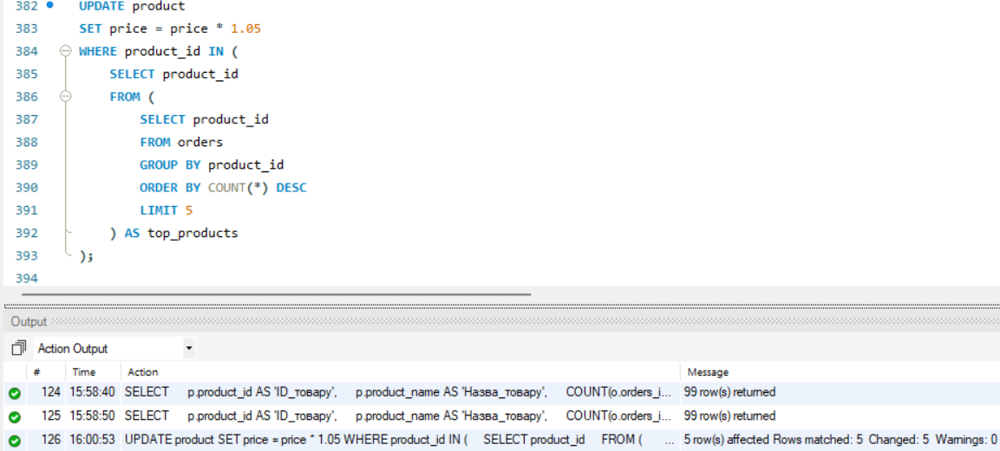 382 UPDATE product
383 SET price = price * 1.05
384 WHERE product_id IN (
385 SELECT product_id
386 FROM (
387 SELECT product_id
388 FROM orders
389 GROUP BY product_id
390 ORDER BY COUNT(*) DESC
391 LIMIT 5
392 ) AS top_products
393 );
394
Output
Action Output
# Time Action Message
124 15:58:40 SELECT p.product_id AS 'ID_товару', p.product_name AS 'Назва_товару', COUNT(o.orders_i... 99 row(s) returned
125 15:58:50 SELECT p.product_id AS 'ID_товару', p.product_name AS 'Назва_товару', COUNT(o.orders_i... 99 row(s) returned
126 16:00:53 UPDATE product SET price = price * 1.05 WHERE product_id IN ( SELECT product_id FROM ( ... 5 row(s) affected Rows matched: 5 Changed: 5 Warnings: 0